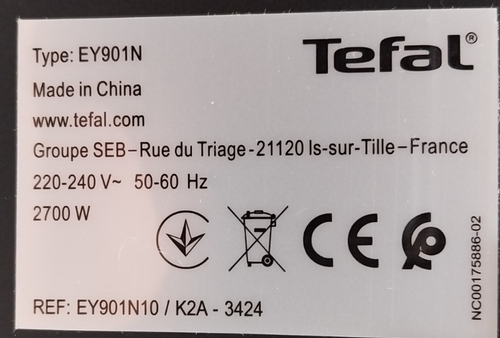 Tefal®
Type: EY901N
Made in China
www.tefal.com
Groupe SEB–Rue du Triage-21120 Is-sur-Tille–France
220-240 V~ 50-60 Hz
2700 W
CE
REF: EY901N10 / K2A - 3424
NC00175886-02